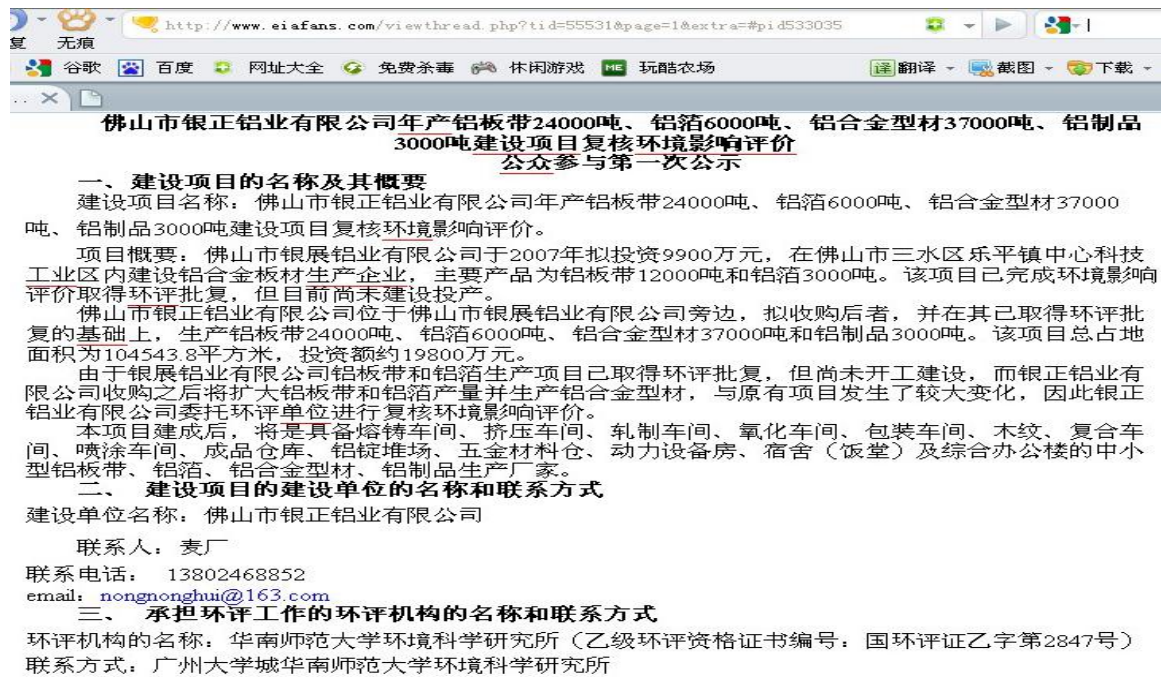 http://www.eiafans.com/viewthread.php?tid=55531&page=1&extra=#pid533035
复 无痕
谷歌 百度 网址大全 免费杀毒 休闲游戏 ME 玩酷农场 译 翻译 截图 下载
..
佛山市银正铝业有限公司年产铝板带24000吨、铝箔6000吨、铝合金型材37000吨、铝制品
3000吨建设项目复核环境影响评价
公众参与第一次公示
一、建设项目的名称及其概要
建设项目名称：佛山市银正铝业有限公司年产铝板带24000吨、铝箔6000吨、铝合金型材37000
吨、铝制品3000吨建设项目复核环境影响评价。
项目概要：佛山市银展铝业有限公司于2007年拟投资9900万元，在佛山市三水区乐平镇中心科技
工业区内建设铝合金板材生产企业，主要产品为铝板带12000吨和铝箔3000吨。该项目已完成环境影响
评价取得环评批复，但目前尚未建设投产。
佛山市银正铝业有限公司位于佛山市银展铝业有限公司旁边，拟收购后者，并在其已取得环评批
复的基础上，生产铝板带24000吨、铝箔6000吨、铝合金型材37000吨和铝制品3000吨。该项目总占地
面积为104543.8平方米，投资额约19800万元。
由于银展铝业有限公司铝板带和铝箔生产项目已取得环评批复，但尚未开工建设，而银正铝业有
限公司收购之后将扩大铝板带和铝箔产量并生产铝合金型材，与原有项目发生了较大变化，因此银正
铝业有限公司委托环评单位进行复核环境影响评价。
本项目建成后，将是具备熔铸车间、挤压车间、轧制车间、氧化车间、包装车间、木纹、复合车
间、喷涂车间、成品仓库、铝锭堆场、五金材料仓、动力设备房、宿舍（饭堂）及综合办公楼的中小
型铝板带、铝箔、铝合金型材、铝制品生产厂家。
二、 建设项目的建设单位的名称和联系方式
建设单位名称：佛山市银正铝业有限公司
联系人：麦厂
联系电话： 13802468852
email：nongnonghui@163.com
三、 承担环评工作的环评机构的名称和联系方式
环评机构的名称：华南师范大学环境科学研究所（乙级环评资格证书编号：国环评证乙字第2847号）
联系方式：广州大学城华南师范大学环境科学研究所